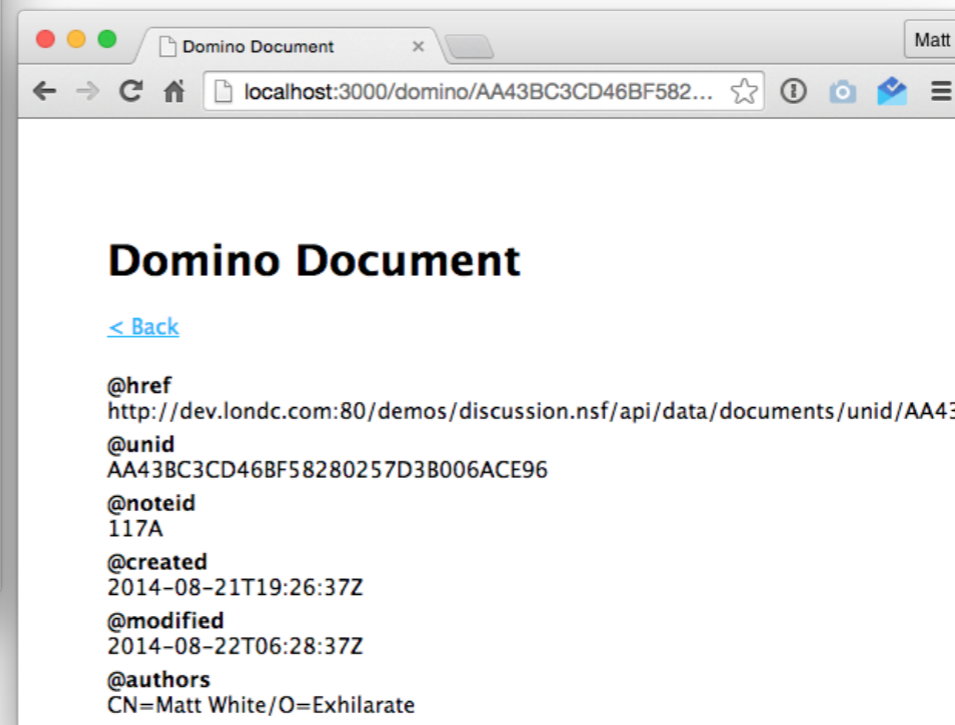 Domino Document
Matt
localhost:3000/domino/AA43BC3CD46BF582...
Domino Document
< Back
@href
http://dev.londc.com:80/demos/discussion.nsf/api/data/documents/unid/AA43
@unid
AA43BC3CD46BF58280257D3B006ACE96
@noteid
117A
@created
2014-08-21T19:26:37Z
@modified
2014-08-22T06:28:37Z
@authors
CN=Matt White/O=Exhilarate